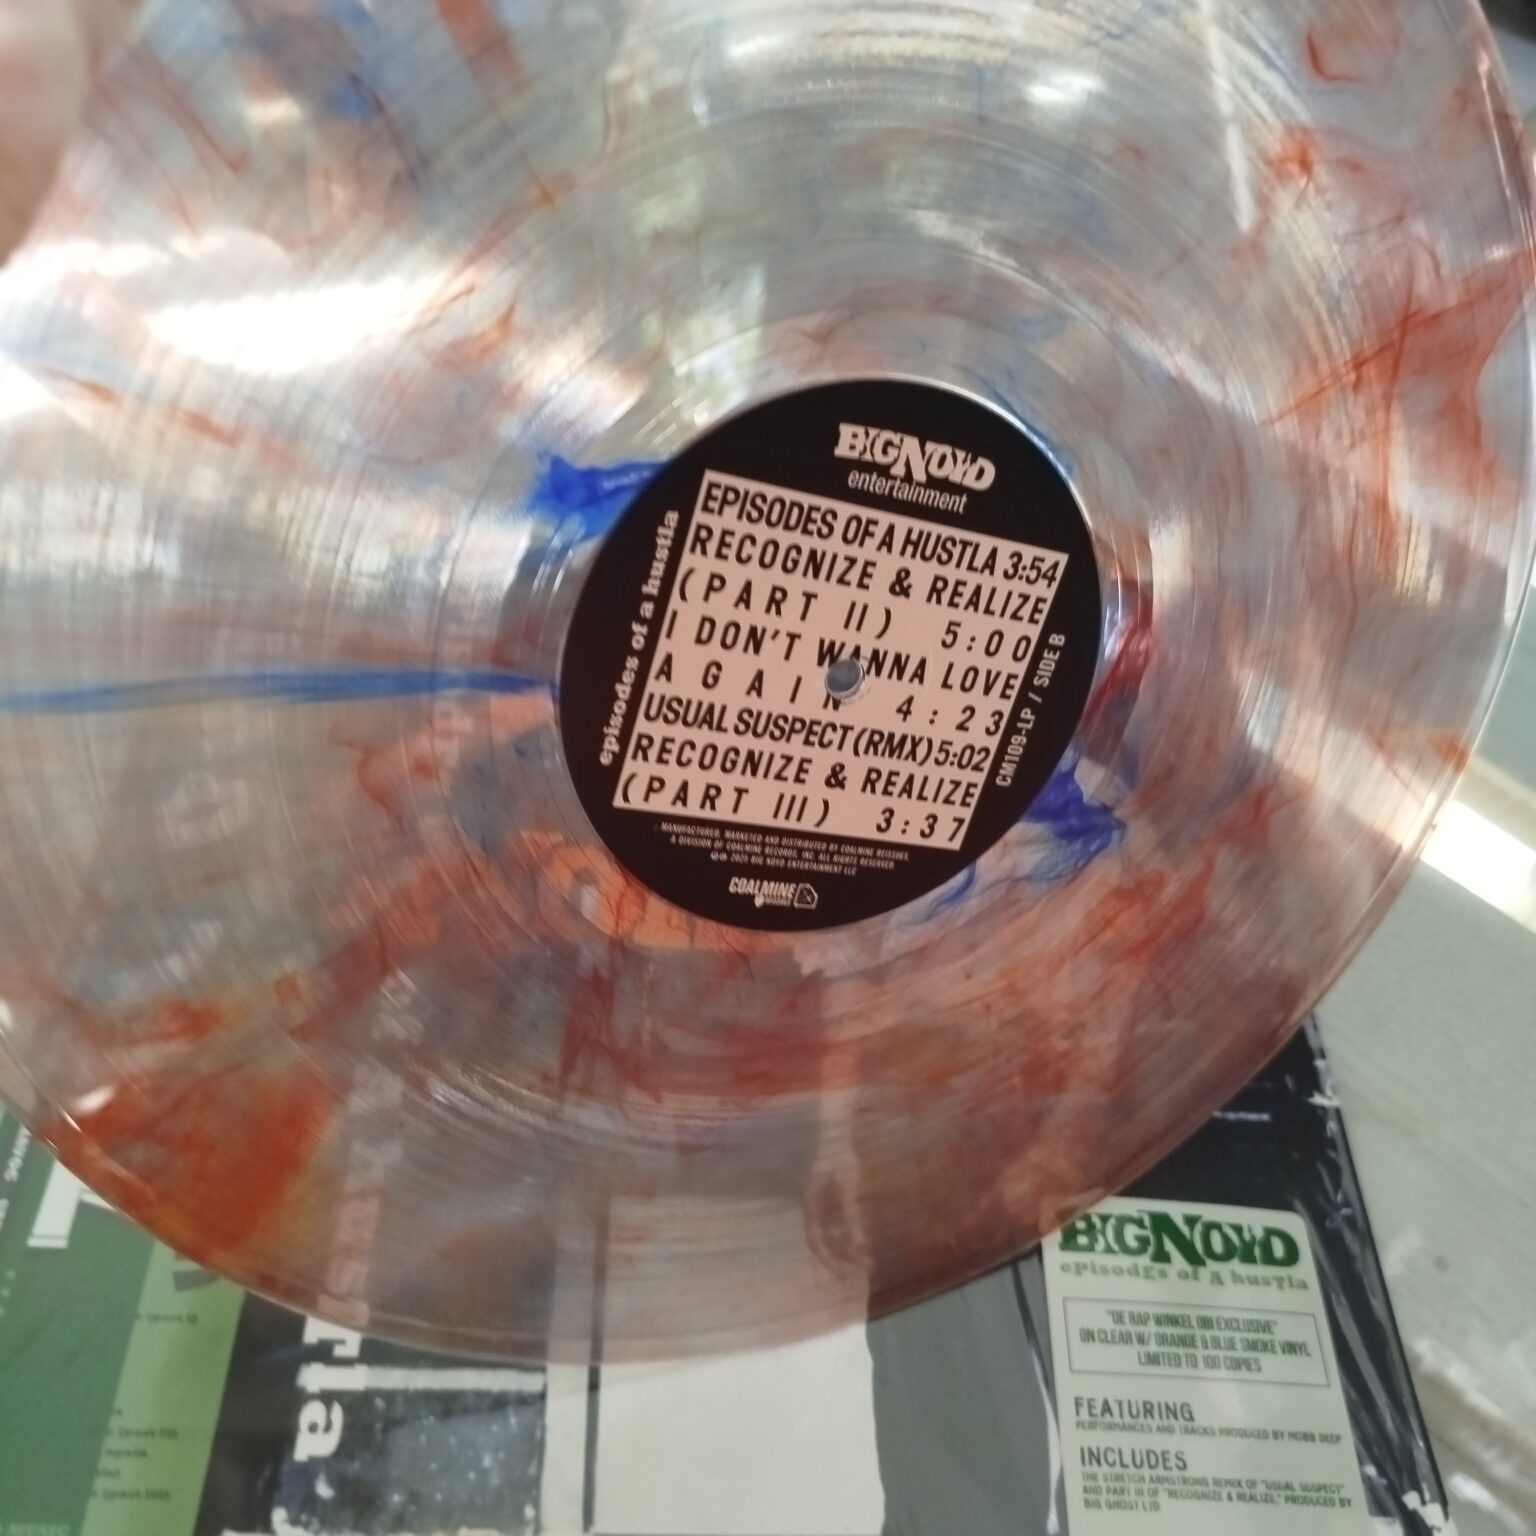 BIGNOYD
entertainment
EPISODES OF A HUSTLA 3:54
RECOGNIZE & REALIZE
(PART II) 5:00
I DON'T WANNA LOVE
AGAIN 4:23
USUAL SUSPECT (RMX) 5:02
RECOGNIZE & REALIZE
(PART III) 3:37
episodes of a hustla
CM109-LP / SIDE B
MANUFACTURED, MARKETED AND DISTRIBUTED BY COALMINE REISSUES,
A DIVISION OF COALMINE RECORDS, INC. ALL RIGHTS RESERVED.
℗© 2025 BIG NOYD ENTERTAINMENT LLC
COALMINE
REISSUES
BIGNOYD
episodes of a hustla
"DE RAP WINKEL OBI EXCLUSIVE"
ON CLEAR W/ ORANGE & BLUE SMOKE VINYL
LIMITED TO 100 COPIES
FEATURING
PERFORMANCES AND TRACKS PRODUCED BY MOBB DEEP
INCLUDES
THE STRETCH ARMSTRONG REMIX OF "USUAL SUSPECT"
AND PART III OF "RECOGNIZE & REALIZE," PRODUCED BY
BIG GHOST LTD